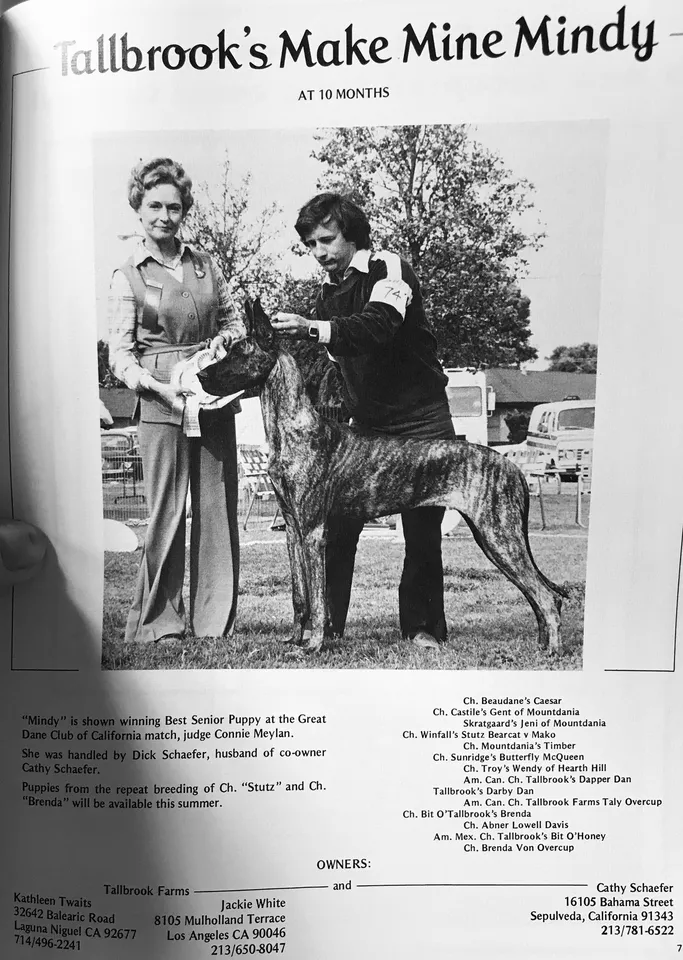 Tallbrook's Make Mine Mindy
AT 10 MONTHS
74
"Mindy" is shown winning Best Senior Puppy at the Great
Dane Club of California match, judge Connie Meylan.
She was handled by Dick Schaefer, husband of co-owner
Cathy Schaefer.
Puppies from the repeat breeding of Ch. "Stutz" and Ch.
"Brenda" will be available this summer.
Ch. Beaudane's Caesar
Ch. Castile's Gent of Mountdania
Skratgaard's Jeni of Mountdania
Ch. Winfall's Stutz Bearcat v Mako
Ch. Mountdania's Timber
Ch. Sunridge's Butterfly McQueen
Ch. Troy's Wendy of Hearth Hill
Am. Can. Ch. Tallbrook's Dapper Dan
Tallbrook's Darby Dan
Am. Can. Ch. Tallbrook Farms Taly Overcup
Ch. Bit O'Tallbrook's Brenda
Ch. Abner Lowell Davis
Am. Mex. Ch. Tallbrook's Bit O'Honey
Ch. Brenda Von Overcup
OWNERS:
Tallbrook Farms and
Kathleen Twaits
32642 Balearic Road
Laguna Niguel CA 92677
714/496-2241
Jackie White
8105 Mulholland Terrace
Los Angeles CA 90046
213/650-8047
Cathy Schaefer
16105 Bahama Street
Sepulveda, California 91343
213/781-6522
7